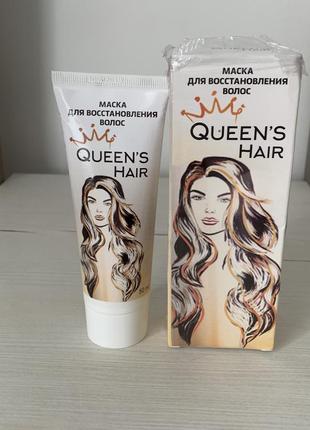 МАСКА
ДЛЯ ВОССТАНОВЛЕНИЯ
ВОЛОС
QUEEN'S
HAIR
МАСКА
ДЛЯ ВОССТАНОВЛЕНИЯ
ВОЛОС
QUEEN'S
HAIR